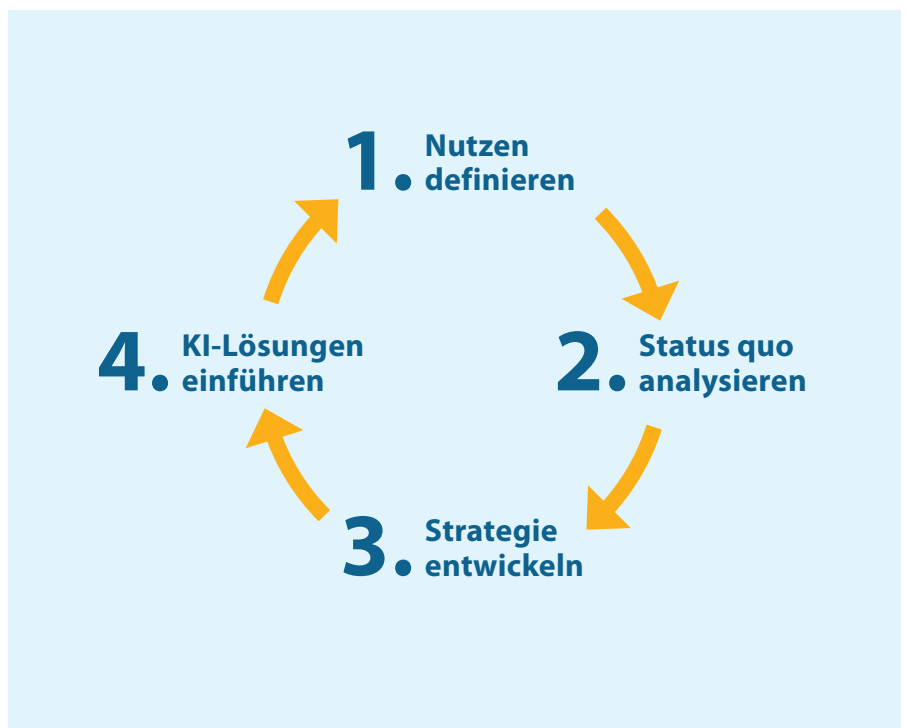 1. Nutzen
definieren
2. Status quo
analysieren
3. Strategie
entwickeln
4. KI-Lösungen
einführen